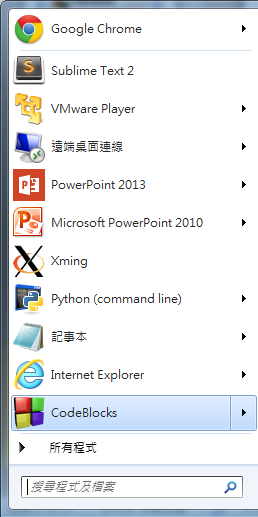 Google Chrome
Sublime Text 2
VMware Player
遠端桌面連線
PowerPoint 2013
Microsoft PowerPoint 2010
Xming
Python (command line)
記事本
Internet Explorer
CodeBlocks
所有程式
搜尋程式及檔案